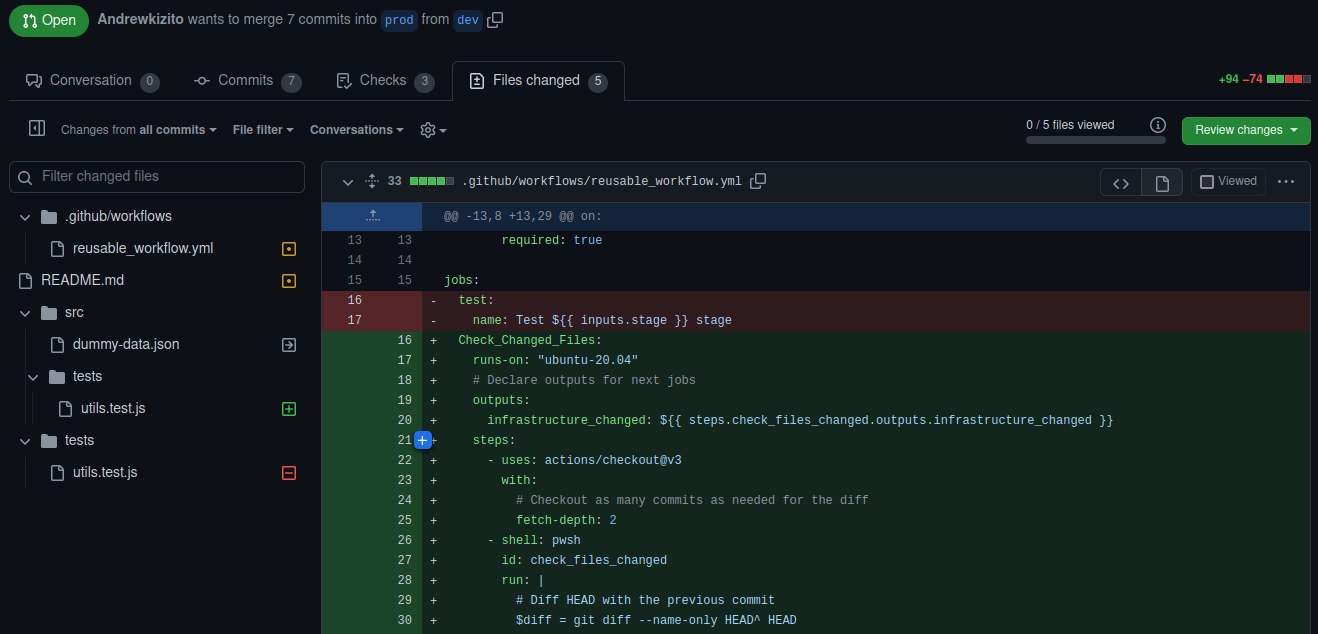 Open Andrewkizito wants to merge 7 commits into prod from dev
Conversation 0 Commits 7 Checks 3 Files changed 5 +94 −74
Changes from all commits File filter Conversations 0 / 5 files viewed Review changes
Filter changed files
.github/workflows
reusable_workflow.yml
README.md
src
dummy-data.json
tests
utils.test.js
tests
utils.test.js
33 .github/workflows/reusable_workflow.yml <> Viewed
@@ -13,8 +13,29 @@ on:
13 13 required: true
14 14
15 15 jobs:
16 - test:
17 - name: Test ${{ inputs.stage }} stage
16 + Check_Changed_Files:
17 + runs-on: "ubuntu-20.04"
18 + # Declare outputs for next jobs
19 + outputs:
20 + infrastructure_changed: ${{ steps.check_files_changed.outputs.infrastructure_changed }}
21 + steps:
22 + - uses: actions/checkout@v3
23 + with:
24 + # Checkout as many commits as needed for the diff
25 + fetch-depth: 2
26 + - shell: pwsh
27 + id: check_files_changed
28 + run: |
29 + # Diff HEAD with the previous commit
30 + $diff = git diff --name-only HEAD^ HEAD